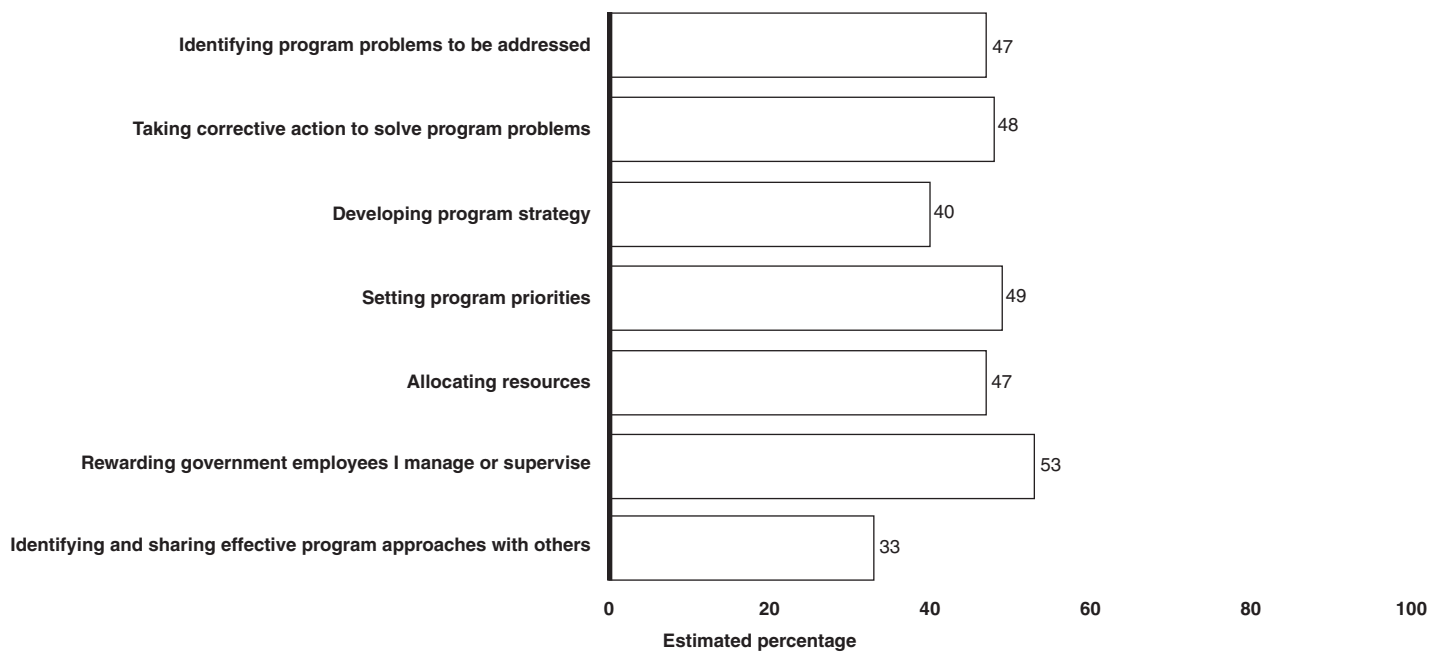 Identifying program problems to be addressed
47
Taking corrective action to solve program problems
48
Developing program strategy
40
Setting program priorities
49
Allocating resources
47
Rewarding government employees I manage or supervise
53
Identifying and sharing effective program approaches with others
33
0 20 40 60 80 100
Estimated percentage